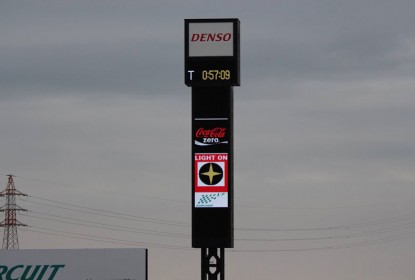 DENSO
T 0:57:09
Coca-Cola
zero
LIGHT ON
RCUIT